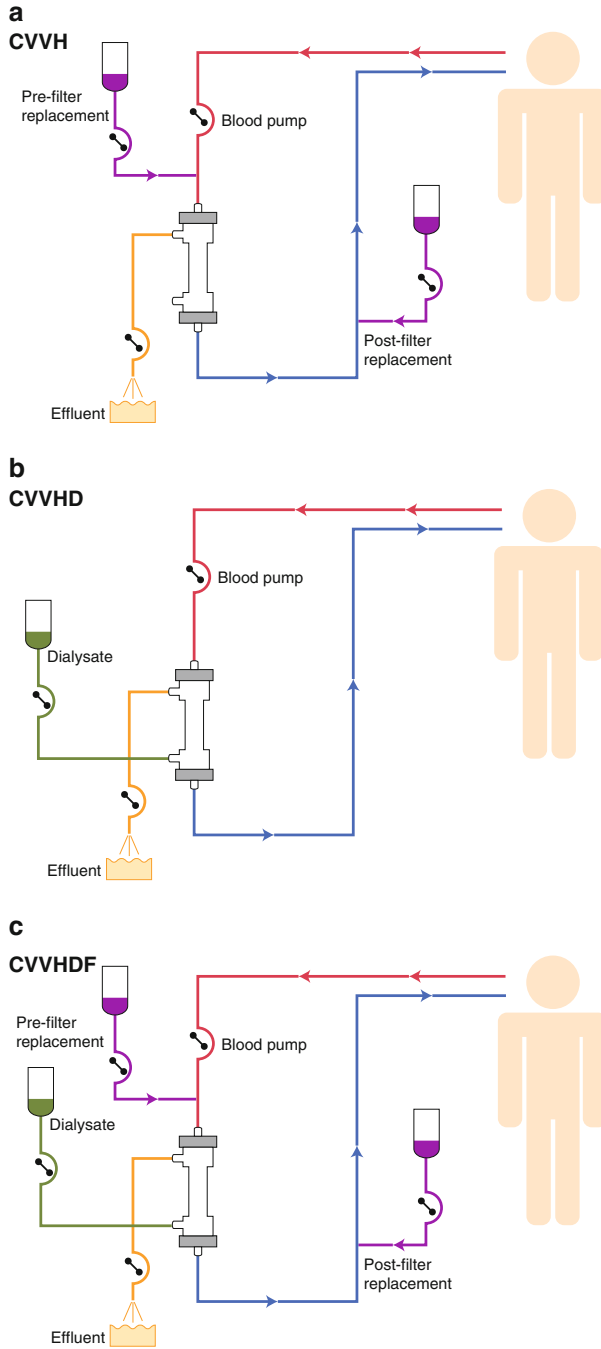 a
CVVH
Pre-filter
replacement
Blood pump
Post-filter
replacement
Effluent
b
CVVHD
Blood pump
Dialysate
Effluent
c
CVVHDF
Pre-filter
replacement
Blood pump
Dialysate
Post-filter
replacement
Effluent